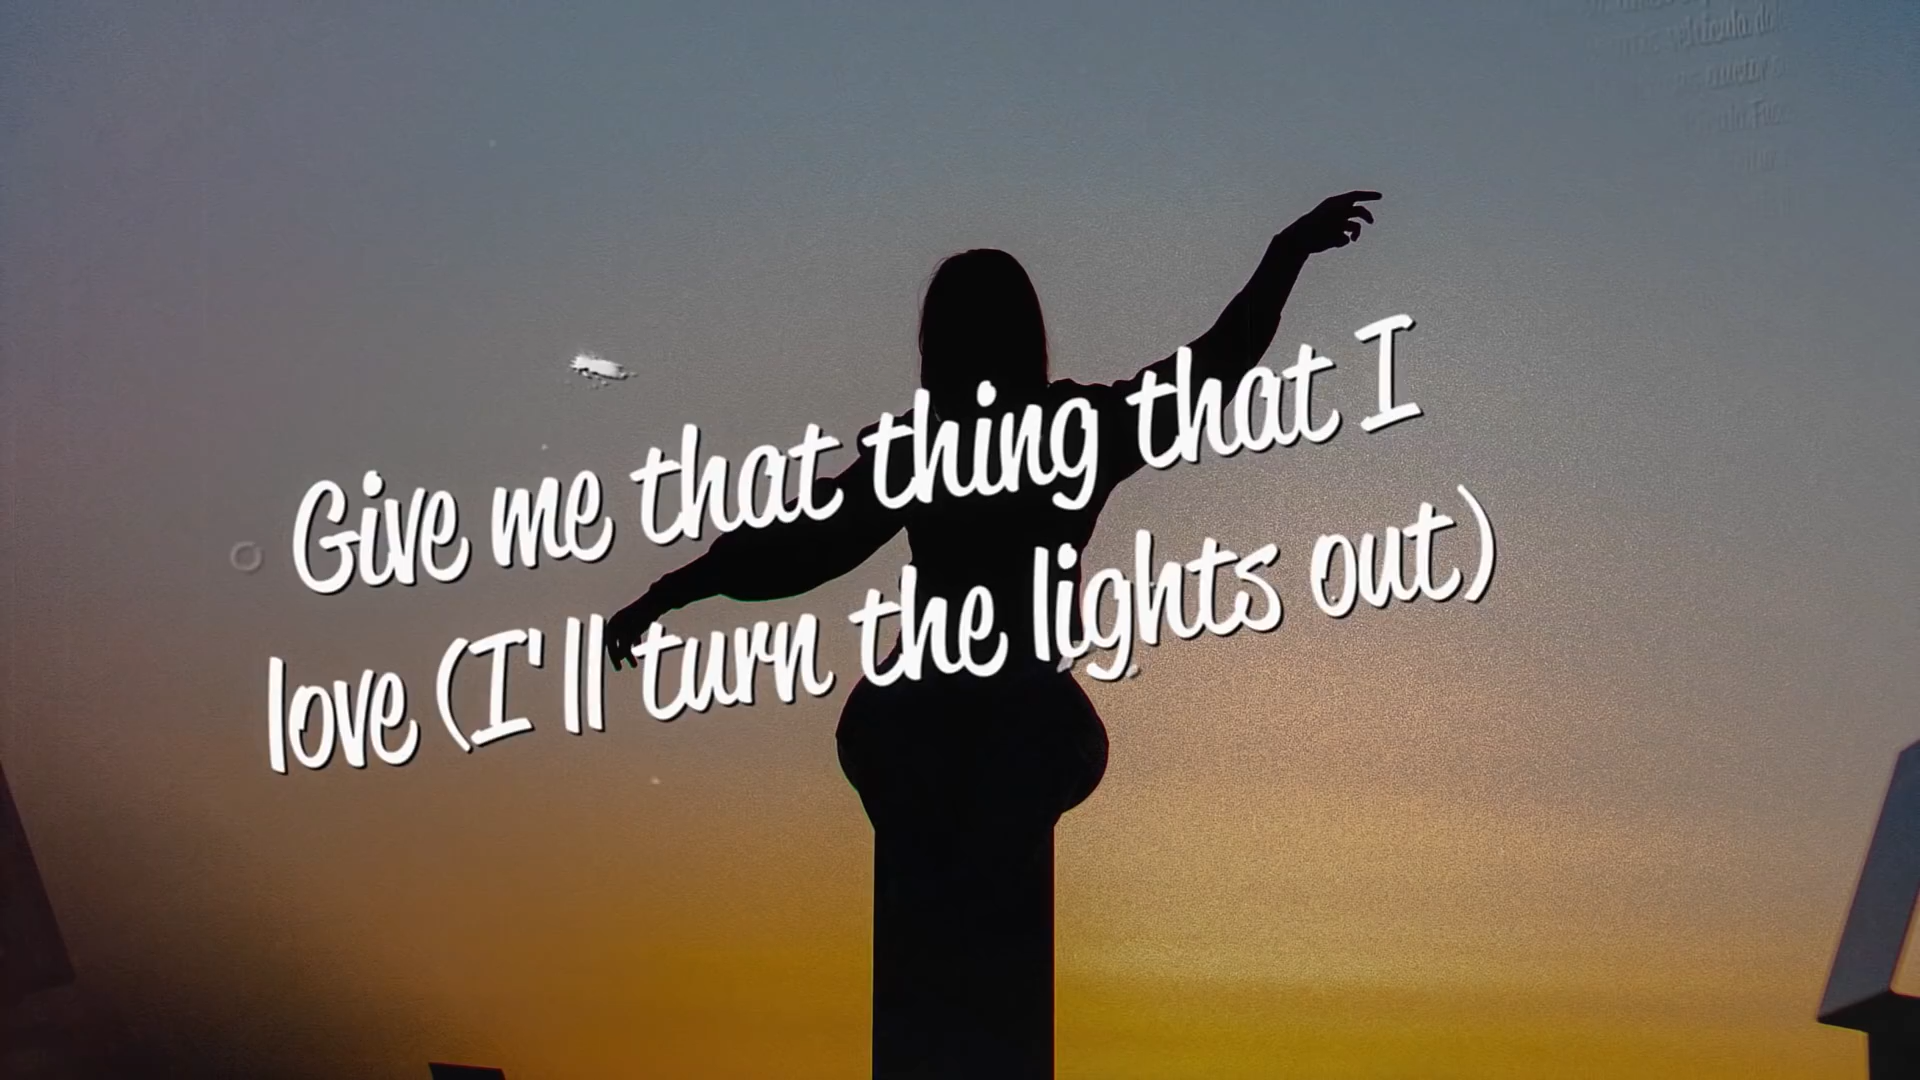 Give me that thing that I
love (I'll turn the lights out)